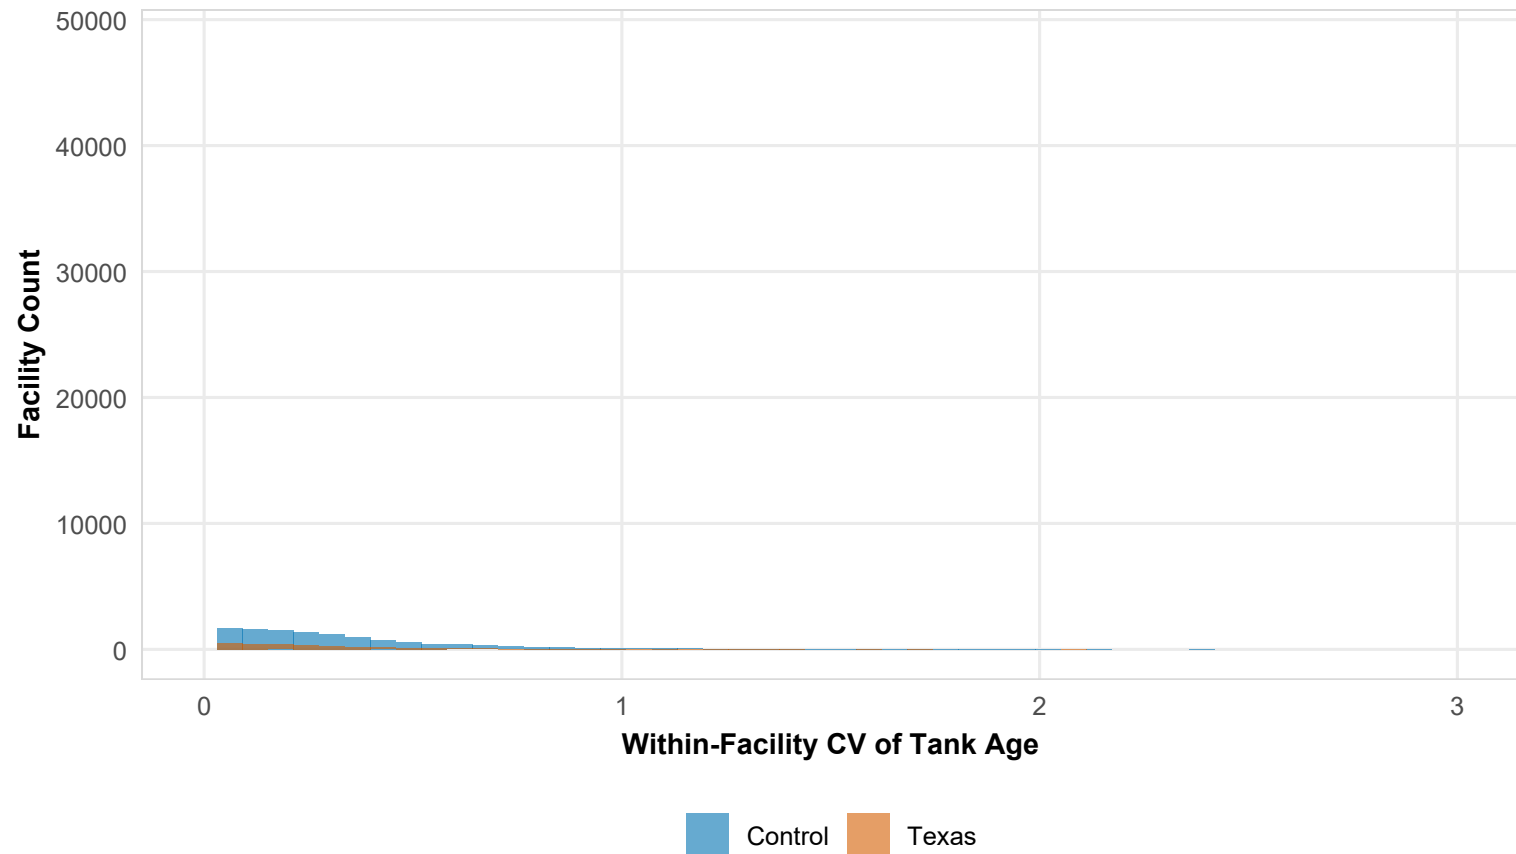 50000
40000
30000
20000
10000
0
Facility Count
0 1 2 3
Within-Facility CV of Tank Age
Control Texas